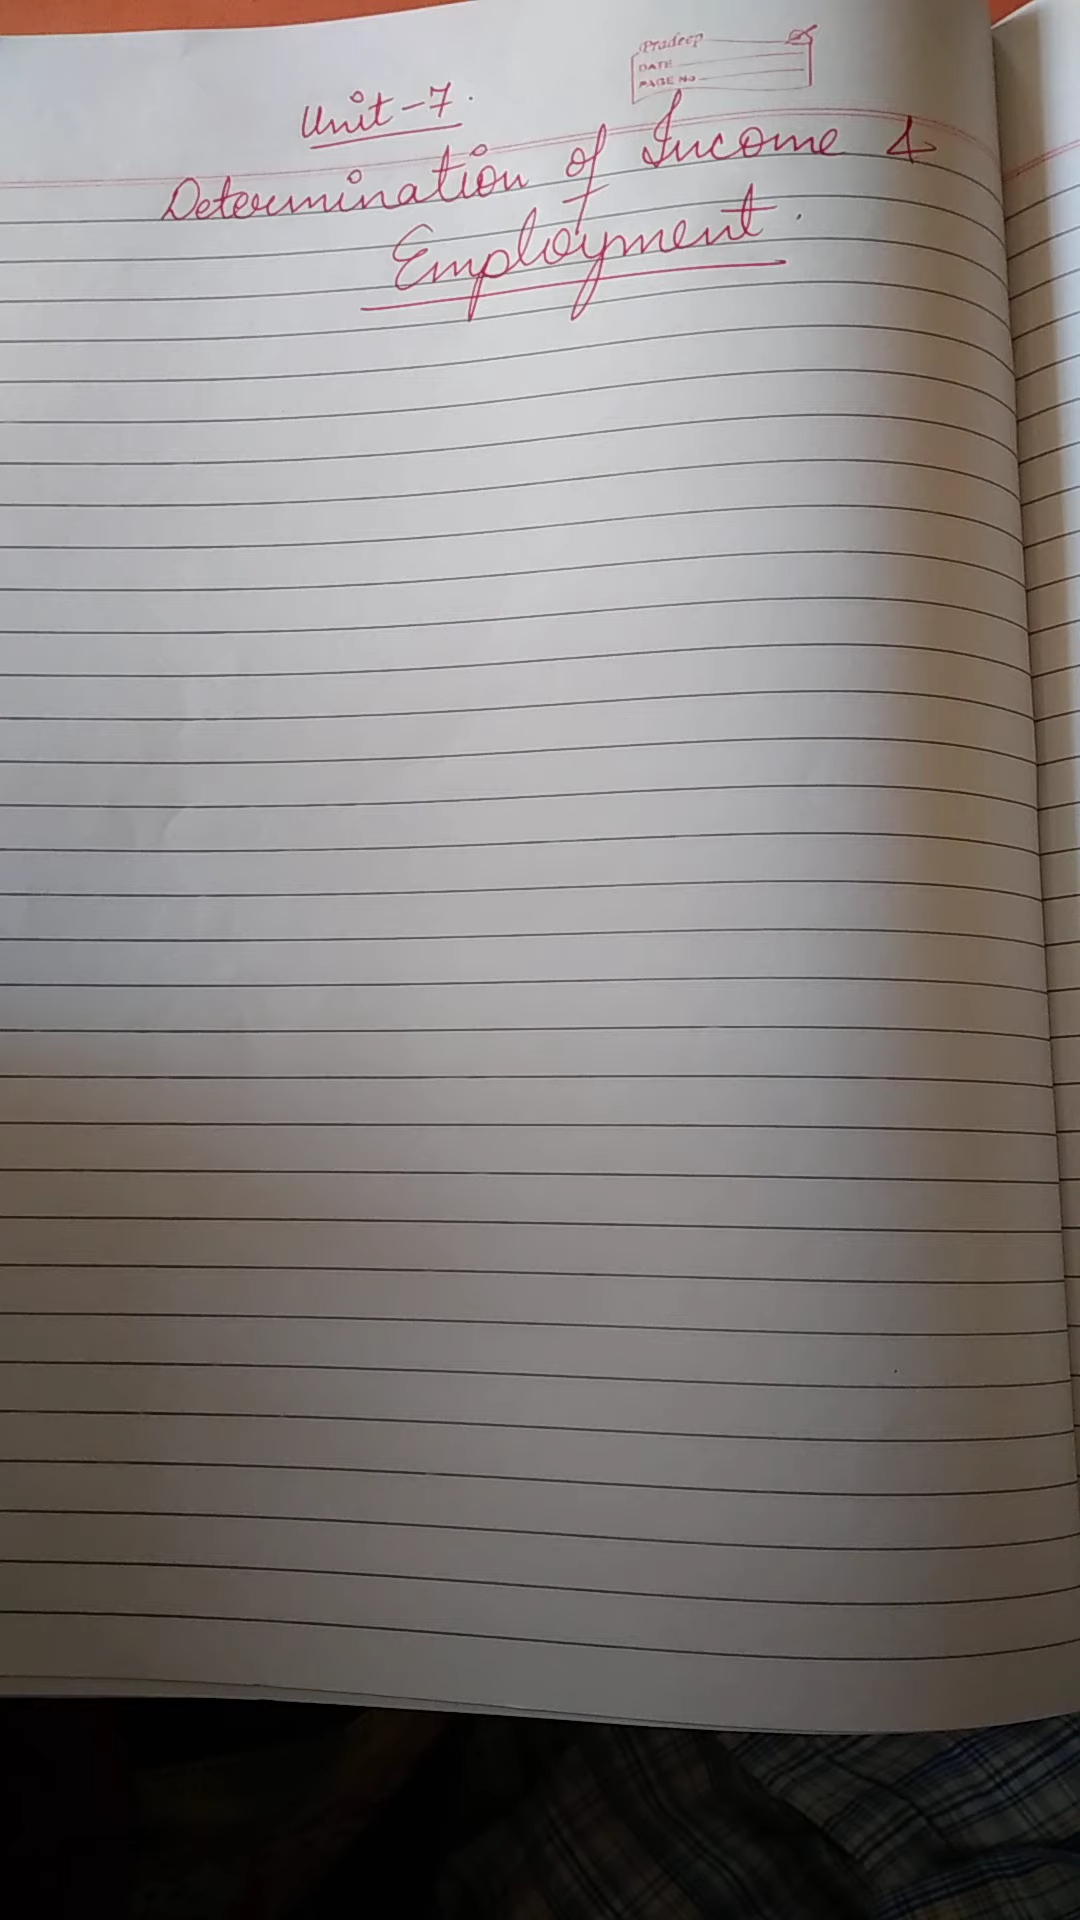 Pradeep
DATE
PAGE NO
Unit-7.
Determination of Income &
Employment.